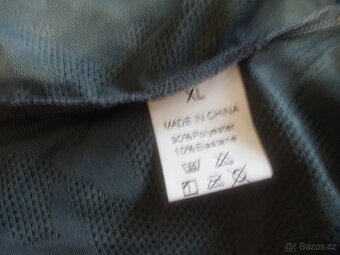 XL
MADE IN CHINA
90%Polyester
10%Elastane
© Bazos.cz